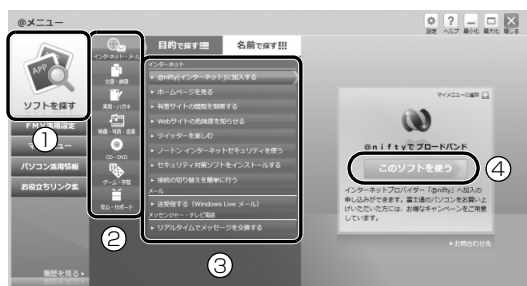 @メニュー
設定 ヘルプ 最小化 最大化 閉じる
APP
ソフトを探す
①
FMV活用設定
パソコン活用情報
お役立ちリンク集
履歴を見る
インターネット・メール
文書・家計
実用・ハガキ
映像・写真・音楽
CD・DVD
ゲーム・学習
安心・サポート
②
目的で探す!!!
名前で探す!!!
インターネット
@nifty(インターネット)に加入する
ホームページを見る
有害サイトの閲覧を制限する
Webサイトの危険度を知らせる
ツイッターを楽しむ
ノートン インターネットセキュリティを使う
セキュリティ対策ソフトをインストールする
接続の切り替えを簡単に行う
メール
送受信する（Windows Live メール）
メッセンジャー・テレビ電話
リアルタイムでメッセージを交換する
③
マイメニューに登録
@niftyでブロードバンド
このソフトを使う
④
インターネットプロバイダー「@nifty」へ加入の
申し込みができます。富士通のパソコンをお買い上
げいただいた方には、お得なキャンペーンをご用意
しています。
お問合わせ先